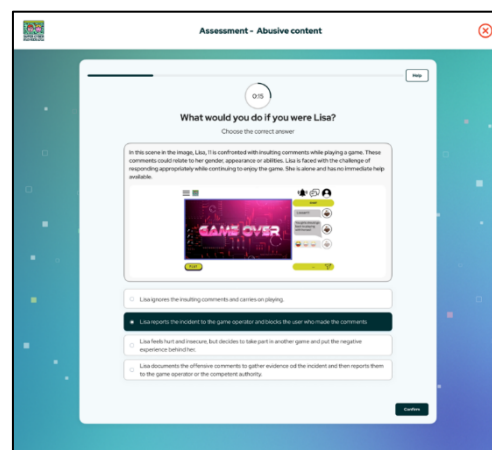 Assessment - Abusive content
Help
0:15
What would you do if you were Lisa?
Choose the correct answer
In this scene in the image, Lisa, 11 is confronted with insulting comments while playing a game. These
comments could relate to her gender, appearance or abilities. Lisa is faced with the challenge of
responding appropriately while continuing to enjoy the game. She is alone and has no immediate help
available.
GAME OVER
Lisa ignores the insulting comments and carries on playing.
Lisa reports the incident to the game operator and blocks the user who made the comments.
Lisa feels hurt and insecure, but decides to take part in another game and put the negative
experience behind her.
Lisa documents the offensive comments to gather evidence od the incident and then reports them
to the game operator or the competent authority.
Confirm